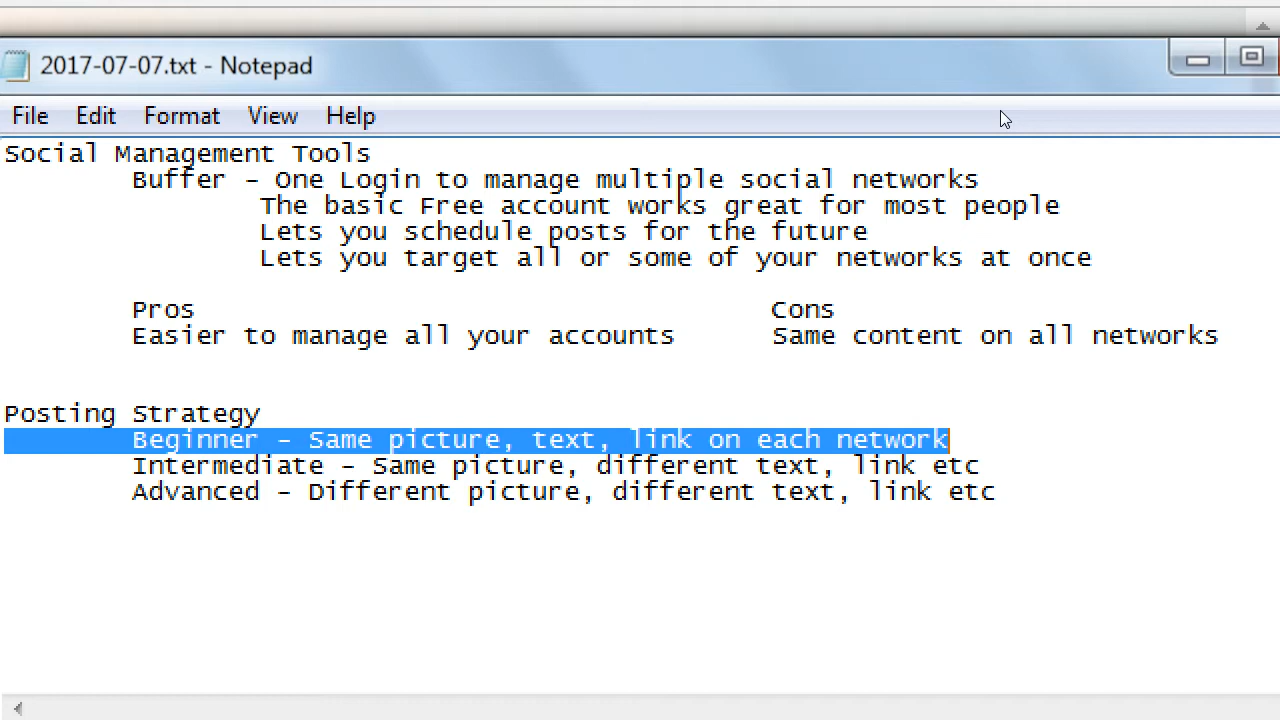 2017-07-07.txt - Notepad
File Edit Format View Help
Social Management Tools
Buffer - One Login to manage multiple social networks
The basic Free account works great for most people
Lets you schedule posts for the future
Lets you target all or some of your networks at once
Pros Cons
Easier to manage all your accounts Same content on all networks
Posting Strategy
Beginner - Same picture, text, link on each network
Intermediate - Same picture, different text, link etc
Advanced - Different picture, different text, link etc